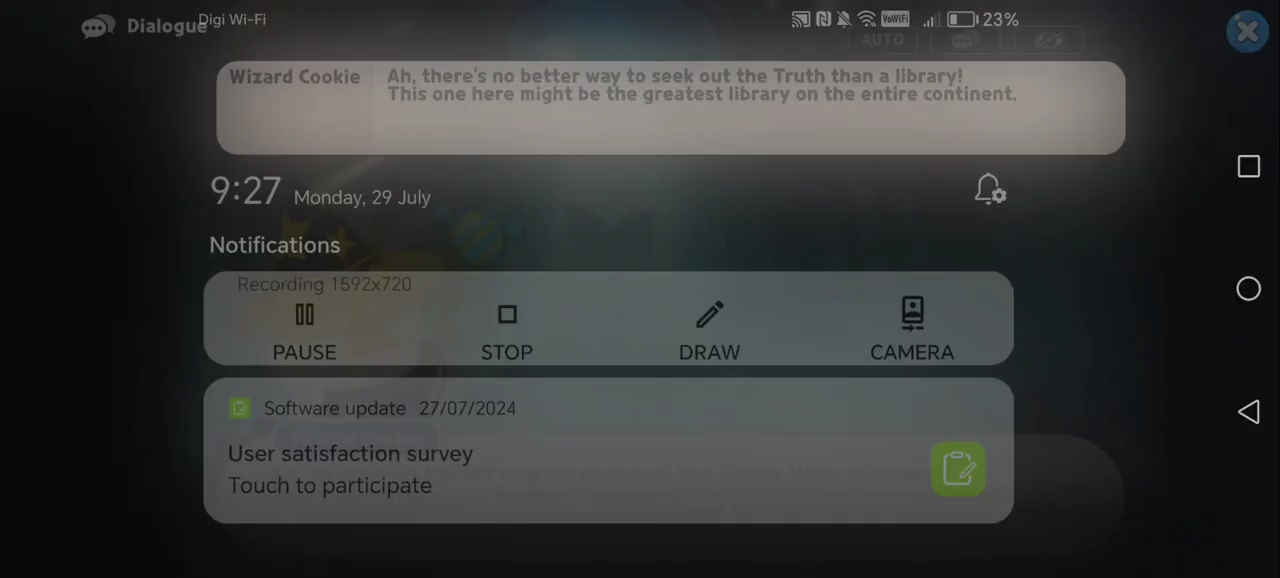 Dialogue
Digi Wi-Fi
VoWiFi
23%
AUTO
Wizard Cookie
Ah, there's no better way to seek out the Truth than a library!
This one here might be the greatest library on the entire continent.
9:27 Monday, 29 July
Notifications
Recording 1592x720
PAUSE STOP DRAW CAMERA
Software update 27/07/2024
User satisfaction survey
Touch to participate